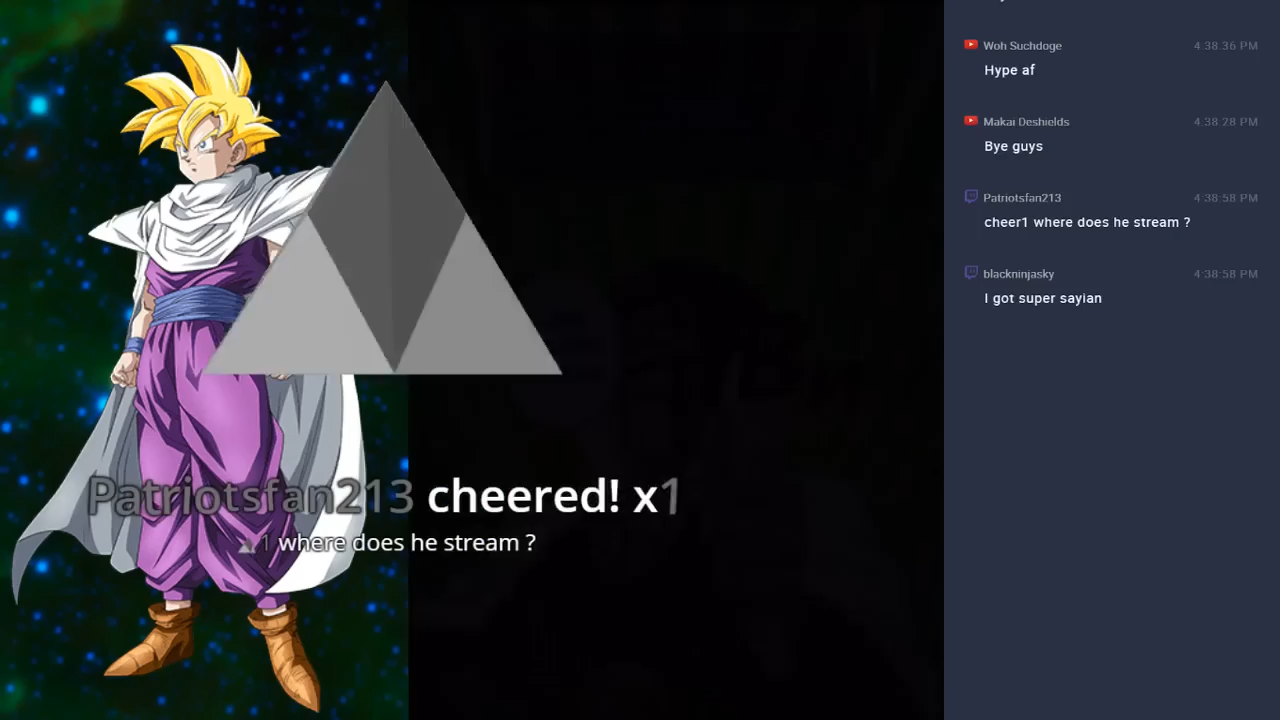 Patriotsfan213 cheered! x1
1 where does he stream ?
Woh Suchdoge 4:38:36 PM
Hype af
Makai Deshields 4:38:28 PM
Bye guys
Patriotsfan213 4:38:58 PM
cheer1 where does he stream ?
blackninjasky 4:38:58 PM
I got super sayian